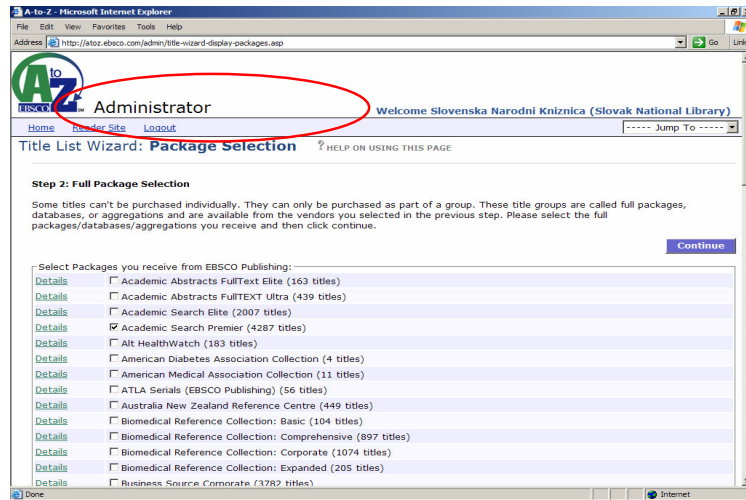 A-to-Z - Microsoft Internet Explorer
File Edit View Favorites Tools Help
Address http://atoz.ebsco.com/admin/title-wizard-display-packages.asp Go Link
A to Z
EBSCO Administrator
Welcome Slovenska Narodni Kniznica (Slovak National Library)
Home Reader Site Logout ----- Jump To -----
Title List Wizard: Package Selection ? HELP ON USING THIS PAGE
Step 2: Full Package Selection
Some titles can't be purchased individually. They can only be purchased as part of a group. These title groups are called full packages,
databases, or aggregations and are available from the vendors you selected in the previous step. Please select the full
packages/databases/aggregations you receive and then click continue.
Continue
Select Packages you receive from EBSCO Publishing:
Details Academic Abstracts FullText Elite (163 titles)
Details Academic Abstracts FullTEXT Ultra (439 titles)
Details Academic Search Elite (2007 titles)
Details Academic Search Premier (4287 titles)
Details Alt HealthWatch (183 titles)
Details American Diabetes Association Collection (4 titles)
Details American Medical Association Collection (11 titles)
Details ATLA Serials (EBSCO Publishing) (56 titles)
Details Australia New Zealand Reference Centre (449 titles)
Details Biomedical Reference Collection: Basic (104 titles)
Details Biomedical Reference Collection: Comprehensive (897 titles)
Details Biomedical Reference Collection: Corporate (1074 titles)
Details Biomedical Reference Collection: Expanded (205 titles)
Details Business Source Corporate (3782 titles)
Done Internet